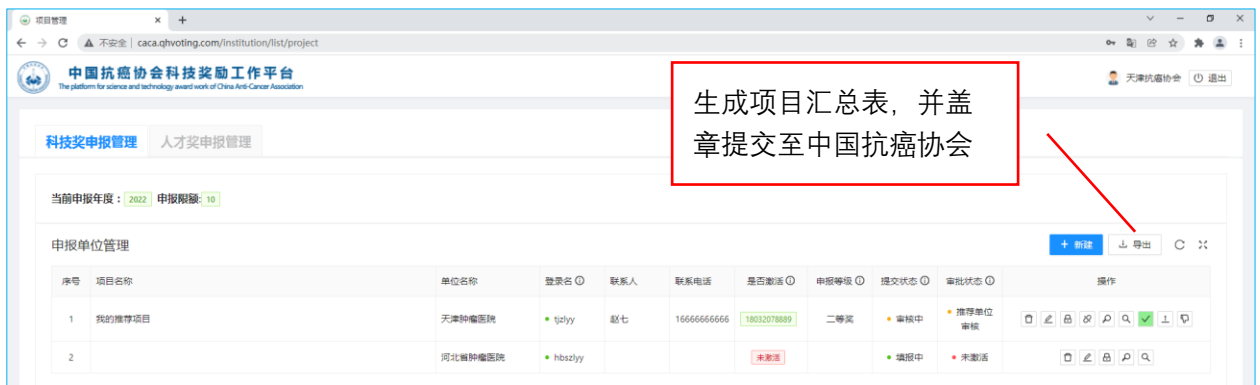 项目管理
不安全 | caca.qhvoting.com/institution/list/project
中国抗癌协会科技奖励工作平台
The platform for science and technology award work of China Anti-Cancer Association
天津抗癌协会 退出
生成项目汇总表，并盖
章提交至中国抗癌协会
科技奖申报管理 人才奖申报管理
当前申报年度： 2022 申报限额: 10
申报单位管理 + 新建 导出
序号 项目名称 单位名称 登录名 联系人 联系电话 是否激活 申报等级 提交状态 审批状态 操作
1 我的推荐项目 天津肿瘤医院 tjzlyy 赵七 16666666666 18032078889 二等奖 审核中 推荐单位
审核
2 河北省肿瘤医院 hbszlyy 未激活 填报中 未激活